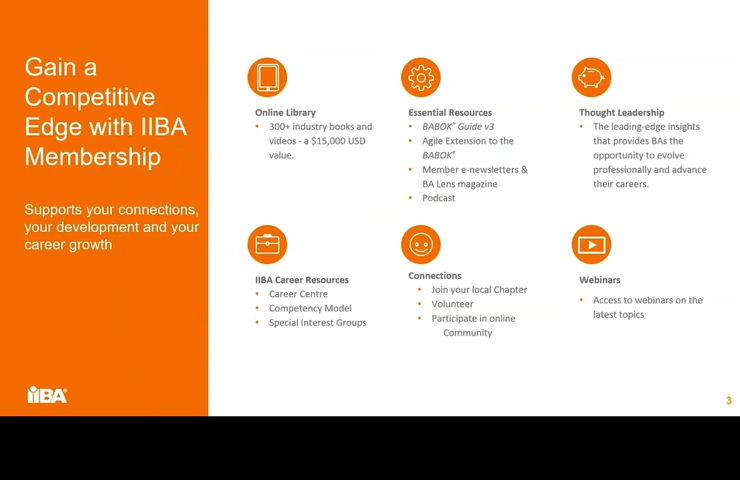 Gain a
Competitive
Edge with IIBA
Membership
Supports your connections,
your development and your
career growth
IIBA®
Online Library
• 300+ industry books and
videos - a $15,000 USD
value.
Essential Resources
• BABOK® Guide v3
• Agile Extension to the
BABOK®
• Member e-newsletters &
BA Lens magazine
• Podcast
Thought Leadership
• The leading-edge insights
that provides BAs the
opportunity to evolve
professionally and advance
their careers.
IIBA Career Resources
• Career Centre
• Competency Model
• Special Interest Groups
Connections
• Join your local Chapter
• Volunteer
• Participate in online
Community
Webinars
• Access to webinars on the
latest topics
3